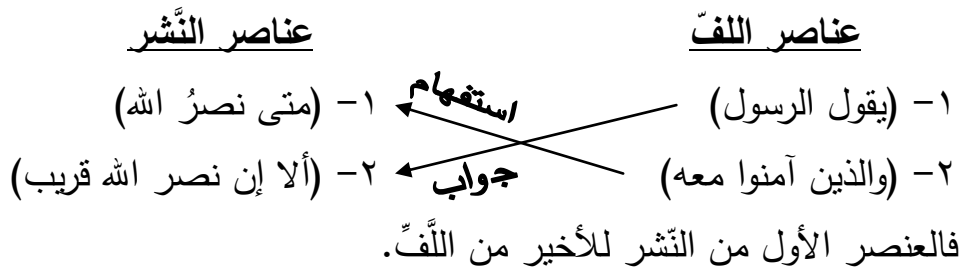 عناصر اللفّ عناصر النَّشر
١- (يقول الرسول) استفهام ١- (متى نصرُ الله)
٢- (والذين آمنوا معه) جواب ٢- (ألا إن نصر الله قريب)
فالعنصر الأول من النّشر للأخير من اللَّفِّ.